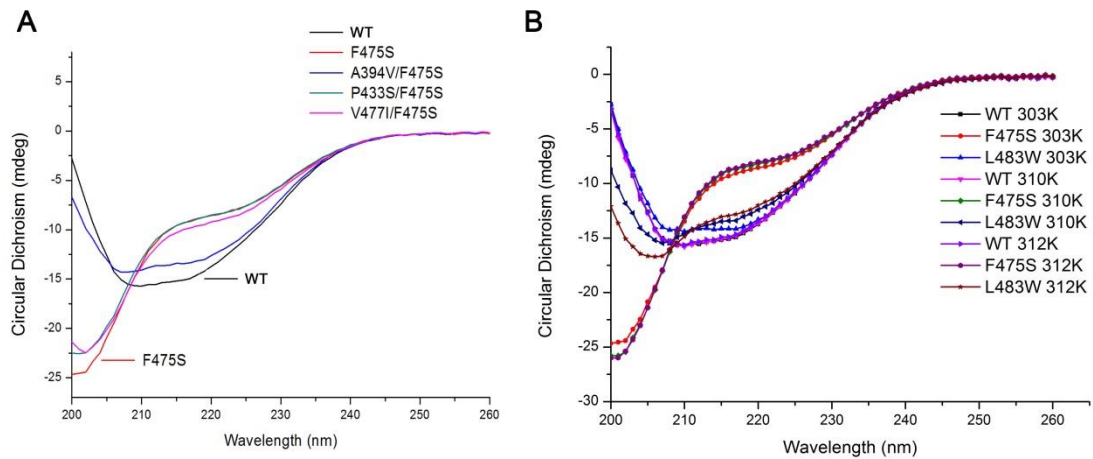 A
WT
F475S
A394V/F475S
P433S/F475S
V477I/F475S
5
0
-5
-10
-15
-20
-25
WT
F475S
200 210 220 230 240 250 260
Wavelength (nm)
Circular Dichroism (mdeg)
B
WT 303K
F475S 303K
L483W 303K
WT 310K
F475S 310K
L483W 310K
WT 312K
F475S 312K
L483W 312K
0
-5
-10
-15
-20
-25
-30
200 210 220 230 240 250 260
Wavelength (nm)
Circular Dichroism (mdeg)